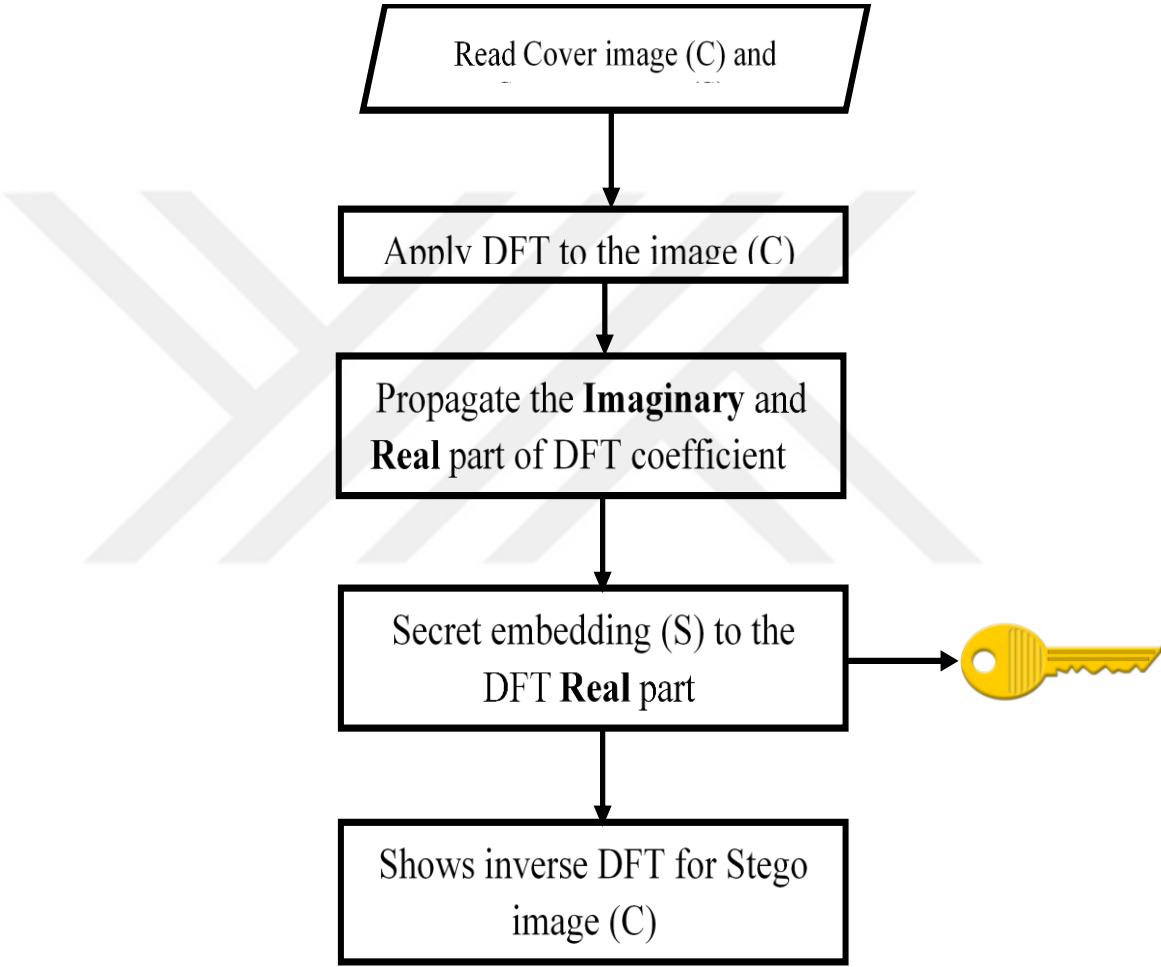 Read Cover image (C) and
Apply DFT to the image (C)
Propagate the Imaginary and
Real part of DFT coefficient
Secret embedding (S) to the
DFT Real part
Shows inverse DFT for Stego
image (C)